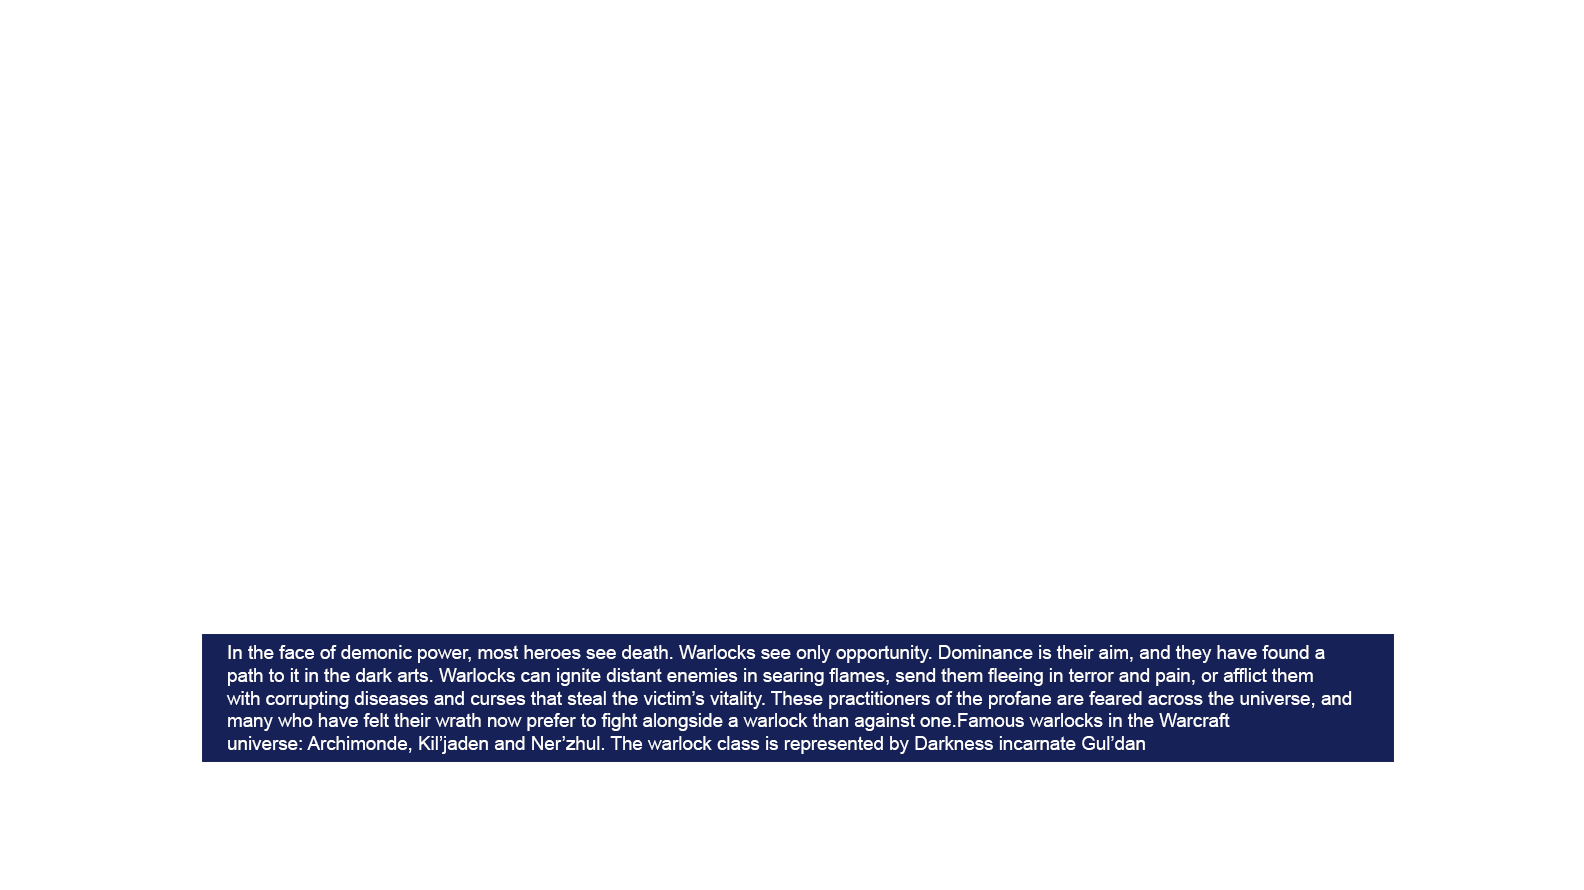 In the face of demonic power, most heroes see death. Warlocks see only opportunity. Dominance is their aim, and they have found a
path to it in the dark arts. Warlocks can ignite distant enemies in searing flames, send them fleeing in terror and pain, or afflict them
with corrupting diseases and curses that steal the victim’s vitality. These practitioners of the profane are feared across the universe, and
many who have felt their wrath now prefer to fight alongside a warlock than against one.Famous warlocks in the Warcraft
universe: Archimonde, Kil’jaden and Ner’zhul. The warlock class is represented by Darkness incarnate Gul’dan